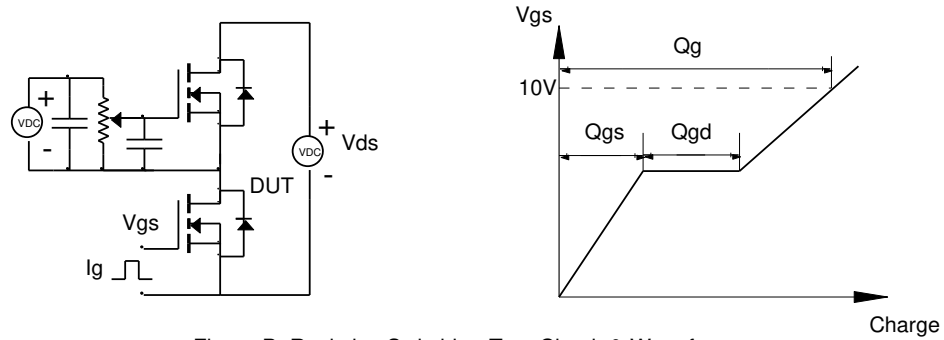 VDC
+
-
Vgs
Ig
DUT
VDC
+
Vds
-
Vgs
Qg
10V
Qgs
Qgd
Charge